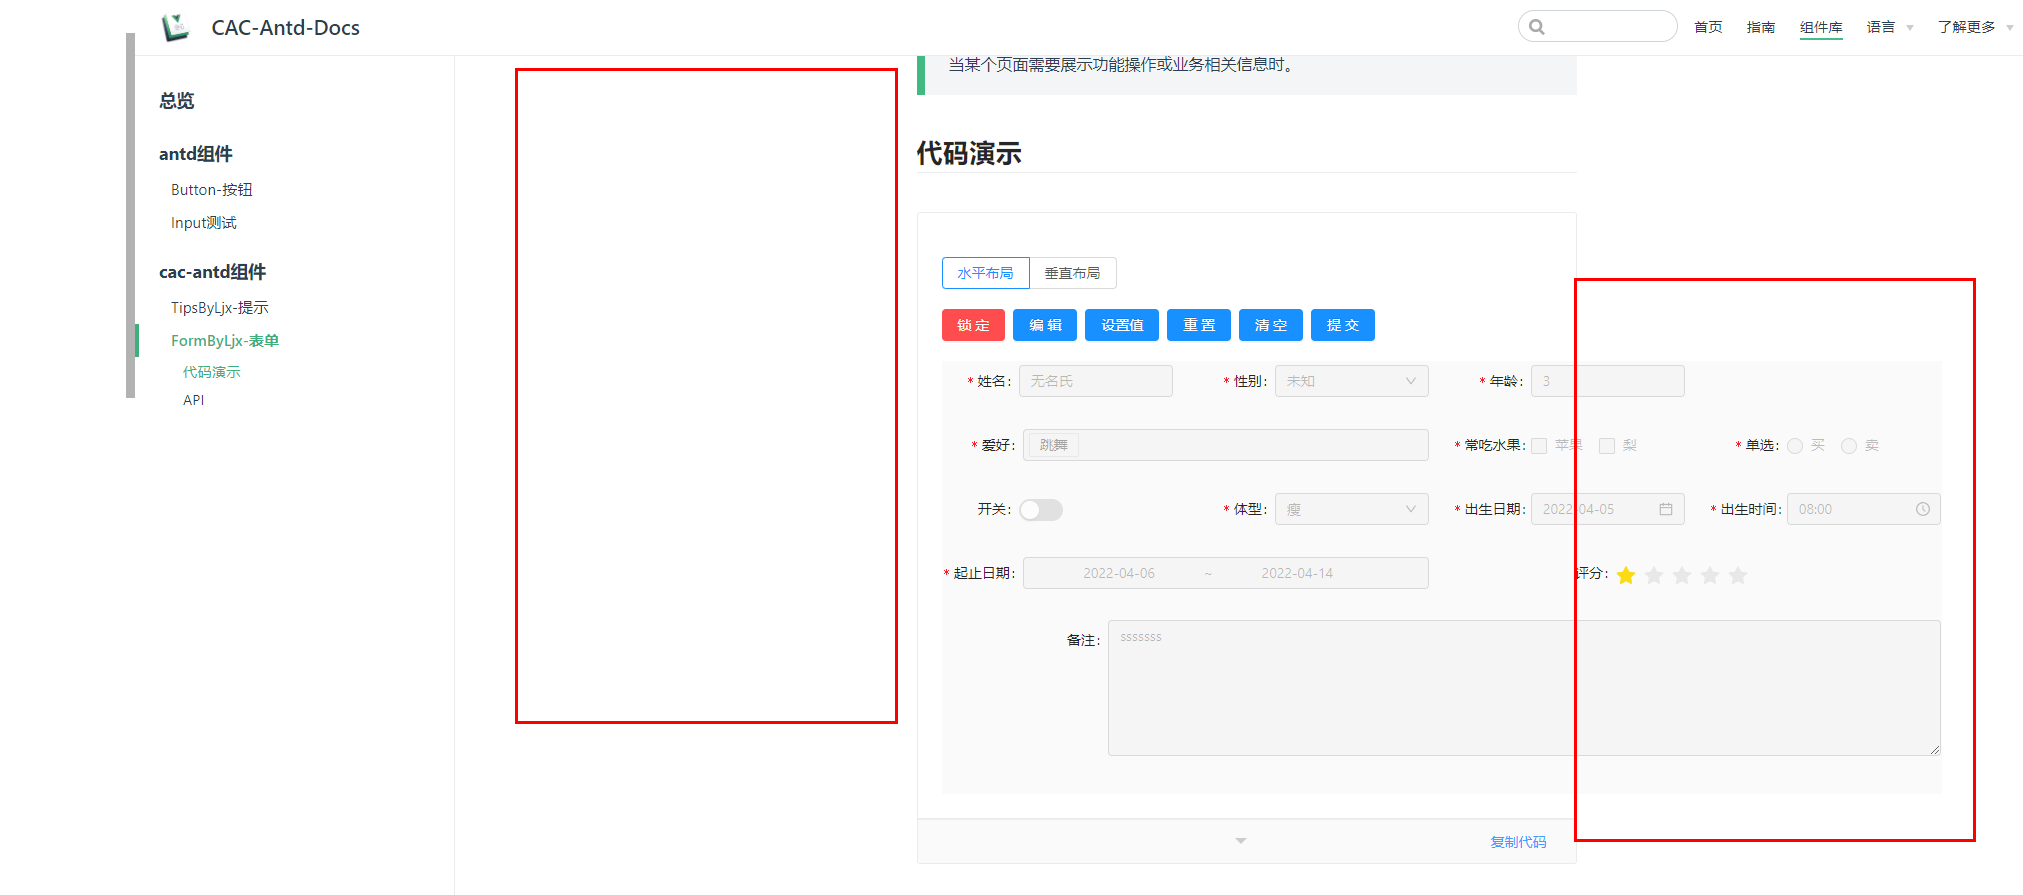 CAC-Antd-Docs
首页 指南 组件库 语言 了解更多
总览
antd组件
Button-按钮
Input测试
cac-antd组件
TipsByLjx-提示
FormByLjx-表单
代码演示
API
当某个页面需要展示功能操作或业务相关信息时。
代码演示
水平布局 垂直布局
锁 定 编 辑 设置值 重 置 清 空 提 交
* 姓名: 无名氏 * 性别: 未知 * 年龄: 3
* 爱好: 跳舞 * 常吃水果: 苹果 梨 * 单选: 买 卖
开关: * 体型: 瘦 * 出生日期: 2022-04-05 * 出生时间: 08:00
* 起止日期: 2022-04-06 ~ 2022-04-14 评分:
备注: sssssss
复制代码